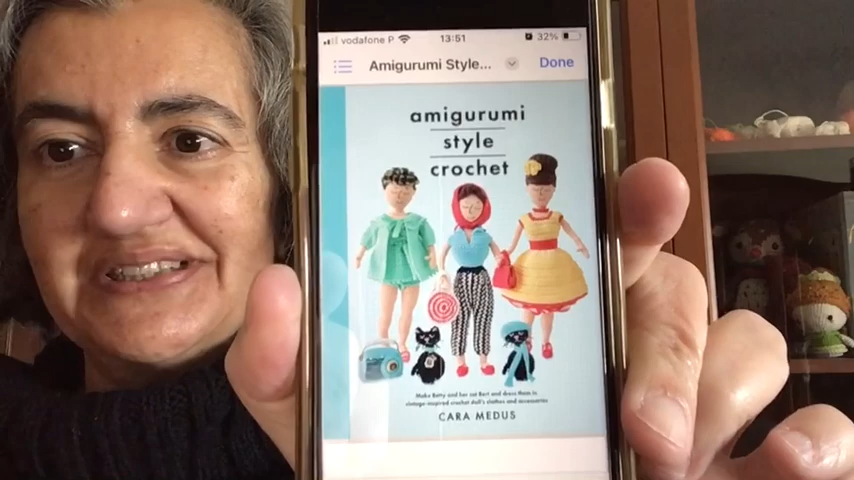 vodafone P 13:51 32%
Amigurumi Style... Done
amigurumi
style
crochet
Make Betty and her cat Bert and dress them in
vintage-inspired crochet doll's clothes and accessories
CARA MEDUS